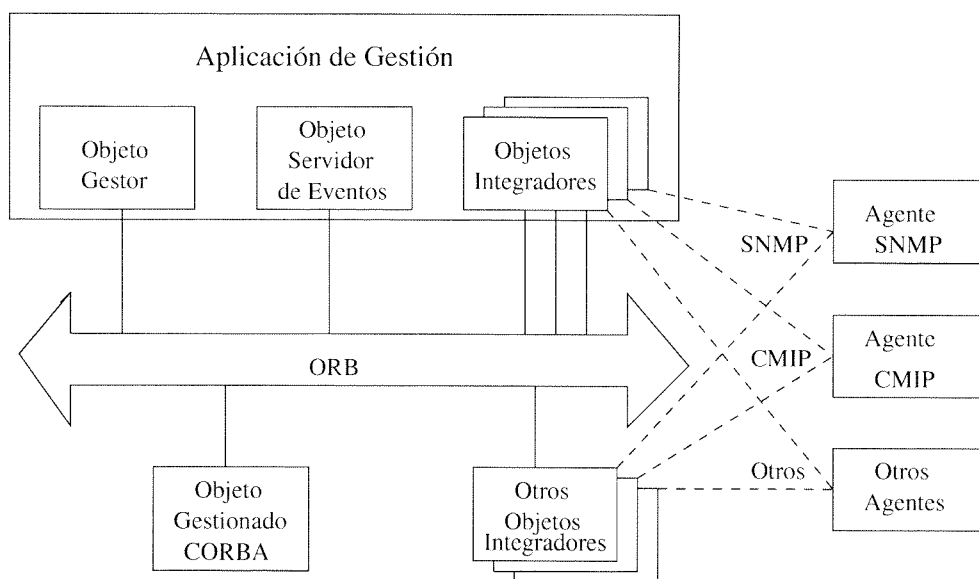 Aplicación de Gestión
Objeto
Gestor
Objeto
Servidor
de Eventos
Objetos
Integradores
SNMP
Agente
SNMP
ORB
CMIP
Agente
CMIP
Objeto
Gestionado
CORBA
Otros
Objetos
Integradores
Otros
Otros
Agentes